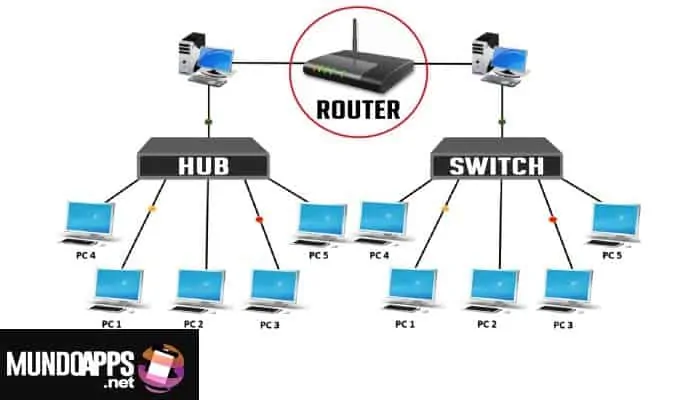 ROUTER
HUB
SWITCH
PC 4
PC 5
PC 4
PC 5
PC 1
PC 2
PC 3
PC 1
PC 2
PC 3
MUNDOAPPS
.net